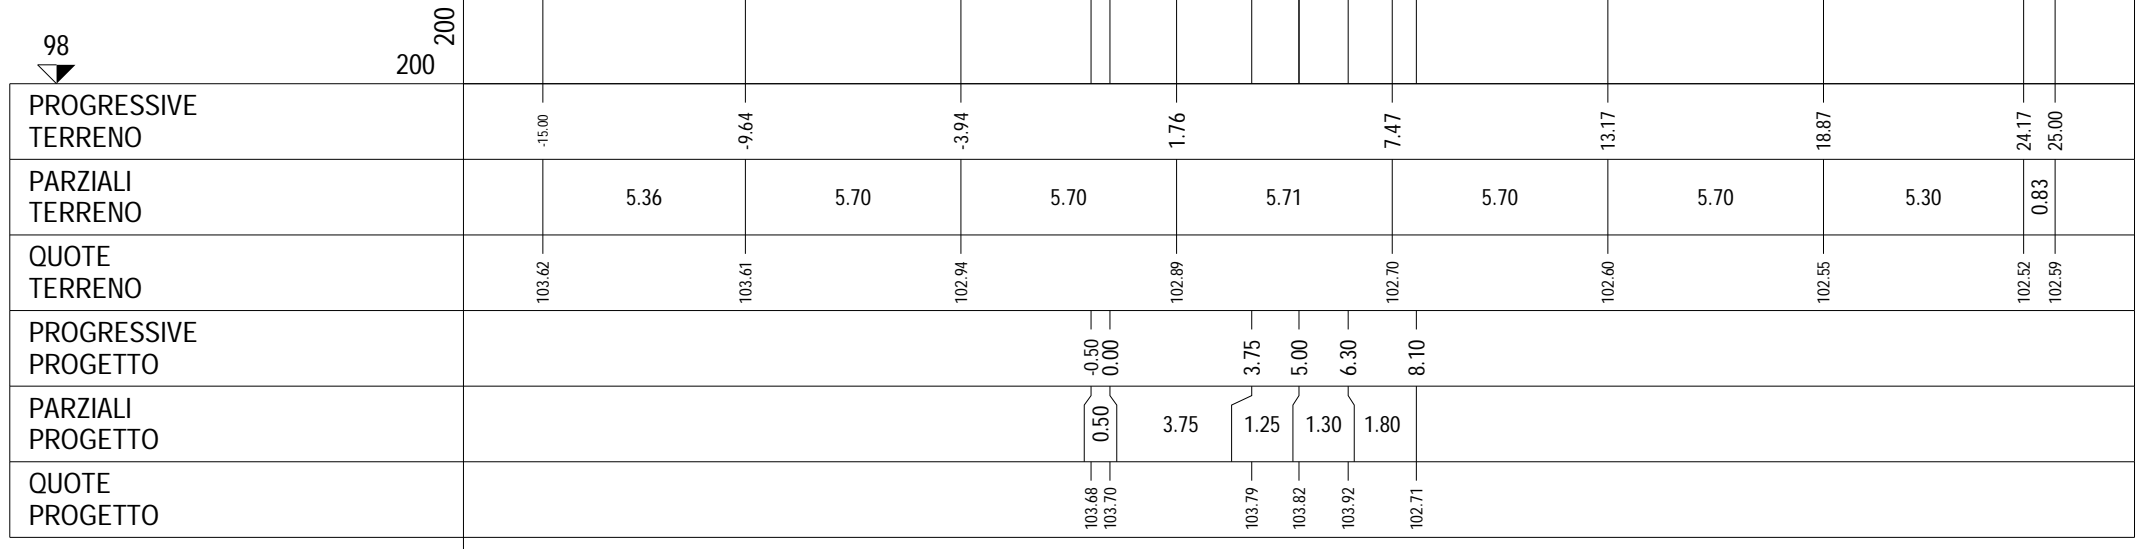 200
98
200
PROGRESSIVE
TERRENO
-15.00 -9.64 -3.94 1.76 7.47 13.17 18.87 24.17 25.00
PARZIALI
TERRENO
5.36 5.70 5.70 5.71 5.70 5.70 5.30 0.83
QUOTE
TERRENO
103.62 103.61 102.94 102.89 102.70 102.60 102.55 102.52 102.59
PROGRESSIVE
PROGETTO
-0.50 0.00 3.75 5.00 6.30 8.10
PARZIALI
PROGETTO
0.50 3.75 1.25 1.30 1.80
QUOTE
PROGETTO
103.68 103.70 103.79 103.82 103.92 102.71